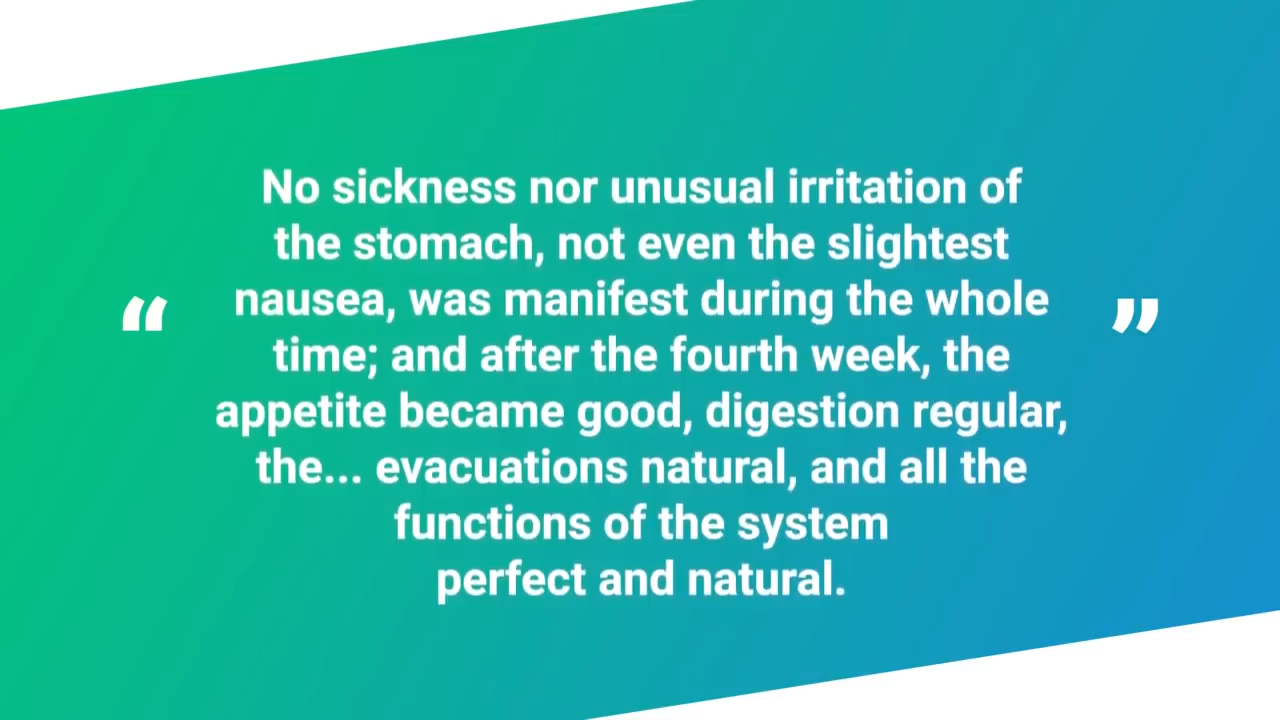 No sickness nor unusual irritation of
the stomach, not even the slightest
“ nausea, was manifest during the whole ”
time; and after the fourth week, the
appetite became good, digestion regular,
the... evacuations natural, and all the
functions of the system
perfect and natural.